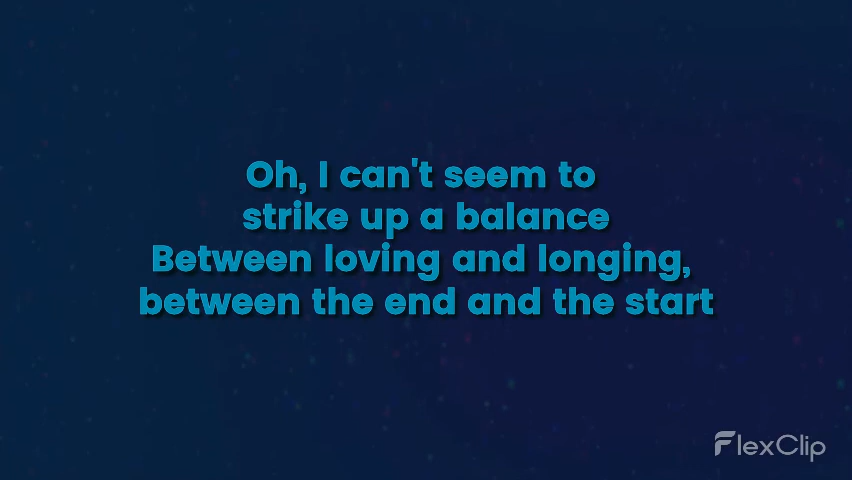 Oh, I can't seem to
strike up a balance
Between loving and longing,
between the end and the start
FlexClip